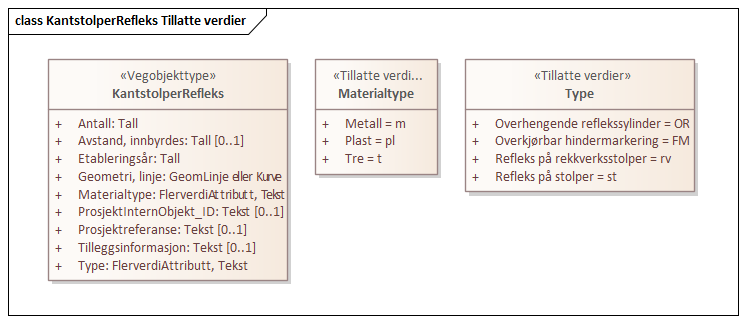 class KantstolperRefleks Tillatte verdier
«Vegobjekttype»
KantstolperRefleks
+ Antall: Tall
+ Avstand, innbyrdes: Tall [0..1]
+ Etableringsår: Tall
+ Geometri, linje: GeomLinje eller Kurve
+ Materialtype: FlerverdiAttributt, Tekst
+ ProsjektInternObjekt_ID: Tekst [0..1]
+ Prosjektreferanse: Tekst [0..1]
+ Tilleggsinformasjon: Tekst [0..1]
+ Type: FlerverdiAttributt, Tekst
«Tillatte verdi...
Materialtype
+ Metall = m
+ Plast = pl
+ Tre = t
«Tillatte verdier»
Type
+ Overhengende reflekssylinder = OR
+ Overkjørbar hindermarkering = FM
+ Refleks på rekkverksstolper = rv
+ Refleks på stolper = st